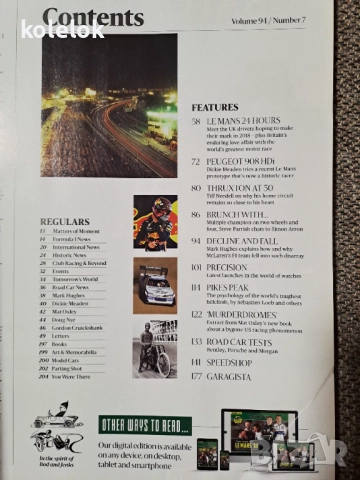 kolelok
Contents
Volume 94 / Number 7
FEATURES
58 LE MANS 24 HOURS
Meet the UK drivers hoping to make
their mark in 2018 – plus Britain's
enduring love affair with the
world's greatest motor race
72 PEUGEOT 908 HDi
Dickie Meaden tries a recent Le Mans
prototype that's now a historic racer
80 THRUXTON AT 50
Tiff Needell on why his home circuit
remains so close to his heart
86 BRUNCH WITH...
Multiple champion on two wheels and
four, Steve Parrish chats to Simon Arron
94 DECLINE AND FALL
Mark Hughes explains how and why
McLaren's F1 team fell into such disarray
101 PRECISION
Latest launches in the world of watches
114 PIKES PEAK
The psychology of the world's toughest
hillclimb, by Sébastien Loeb and others
122 'MURDERDROMES'
Extract from Mat Oxley's new book
about a bygone US racing phenomenon
133 ROAD CAR TESTS
Bentley, Porsche and Morgan
141 SPEEDSHOP
177 GARAGISTA
REGULARS
13 Matters of Moment
14 Formula 1 News
20 International News
24 Historic News
28 Club Racing & Beyond
32 Events
34 Tomorrow's World
36 Road Car News
38 Mark Hughes
40 Dickie Meaden
42 Mat Oxley
44 Doug Nye
46 Gordon Cruickshank
49 Letters
197 Books
199 Art & Memorabilia
200 Model Cars
202 Parting Shot
204 You Were There
In the spirit of
Bod and Jenks
OTHER WAYS TO READ...
Our digital edition is available
on any device, on desktop,
tablet and smartphone
LE MANS '18
bazar.bg